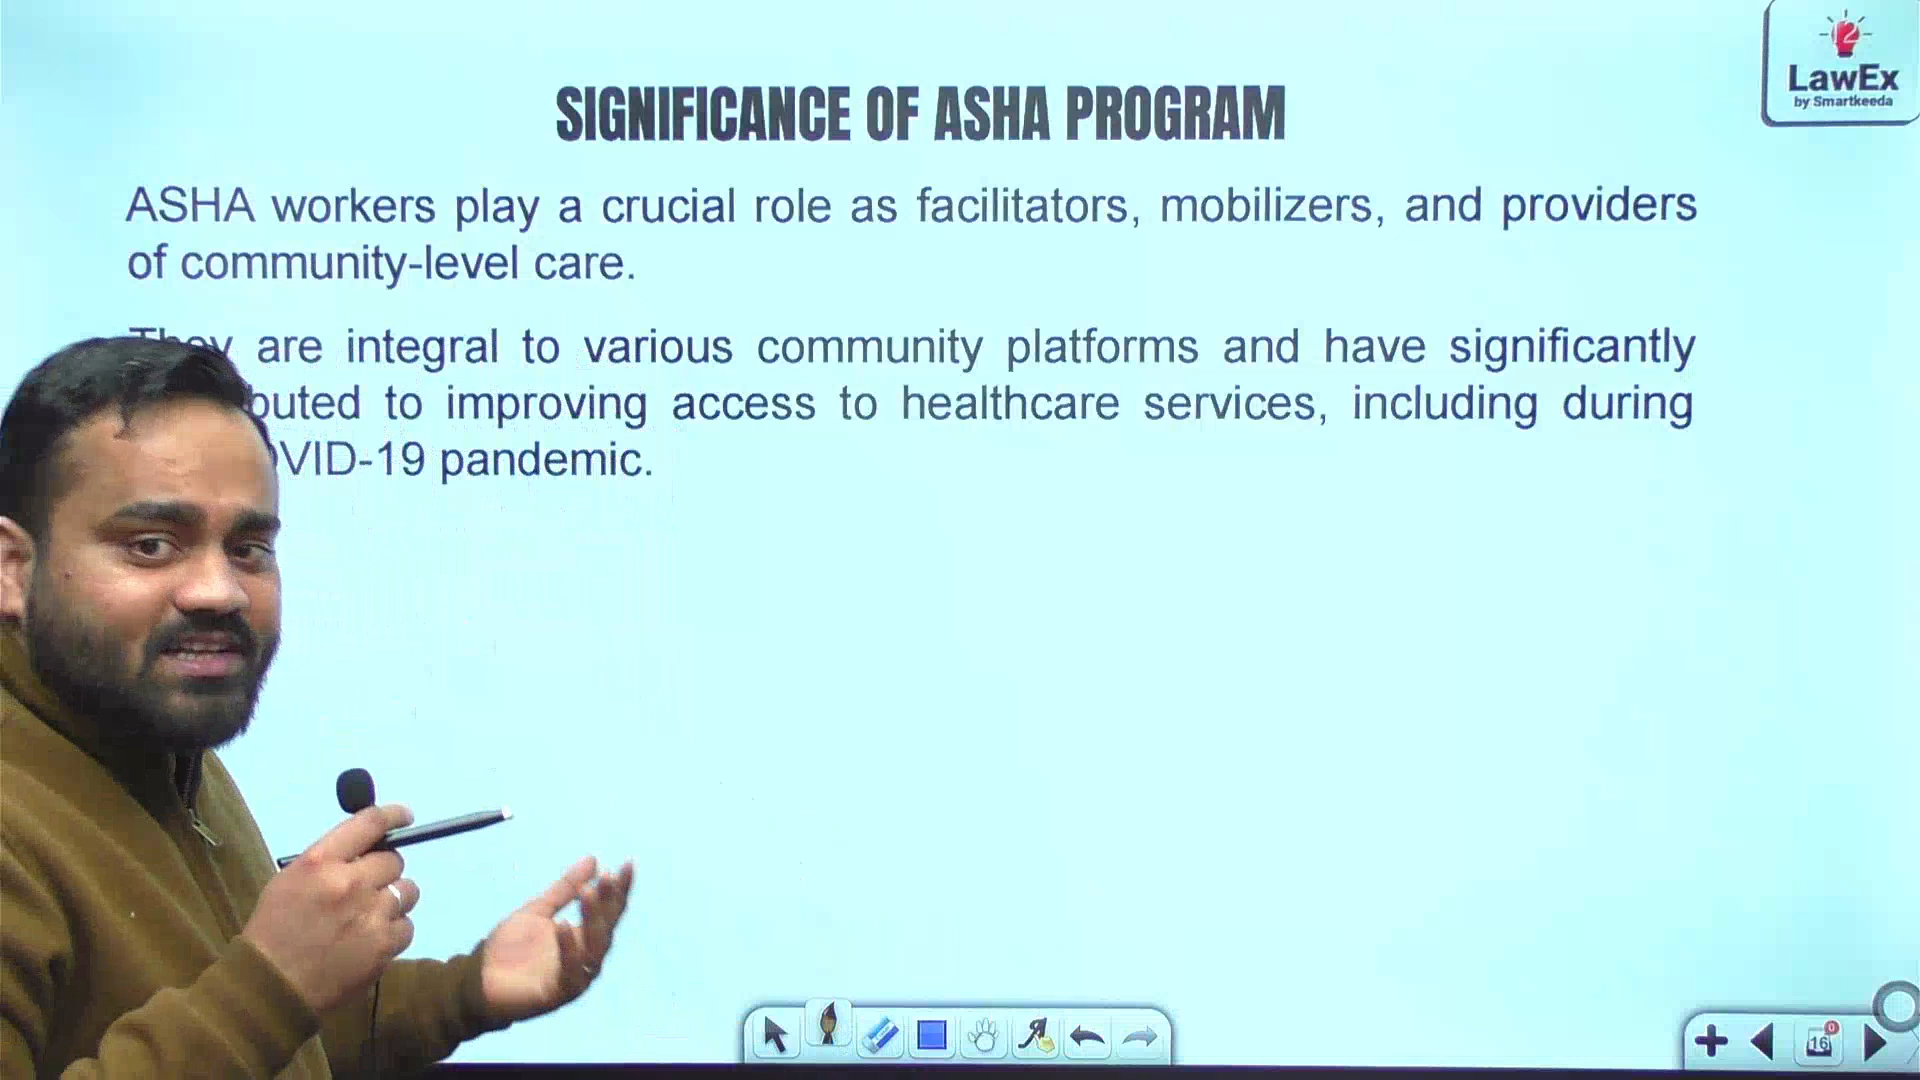 LawEx
by Smartkeeda
SIGNIFICANCE OF ASHA PROGRAM
ASHA workers play a crucial role as facilitators, mobilizers, and providers
of community-level care.
They are integral to various community platforms and have significantly
buted to improving access to healthcare services, including during
VID-19 pandemic.
16
0